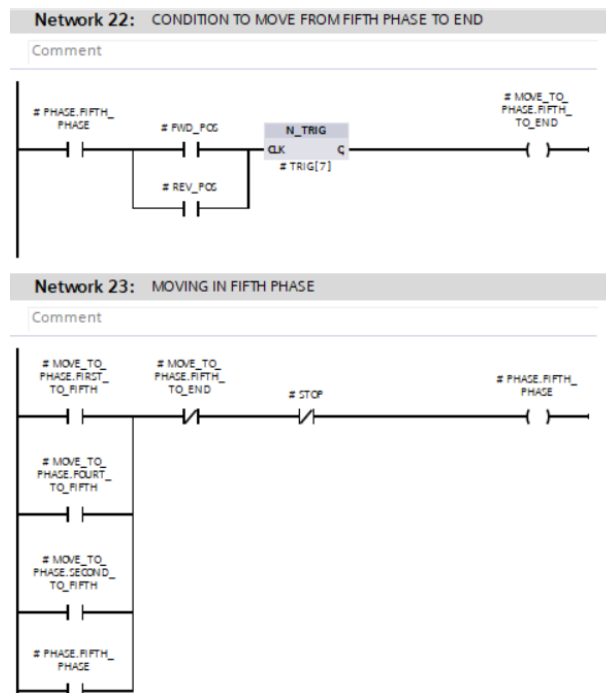 Network 22: CONDITION TO MOVE FROM FIFTH PHASE TO END
Comment
# PHASE.FIFTH_
PHASE
# FWD_POS
# REV_POS
N_TRIG
CLK Q
# TRIG[7]
# MOVE_TO_
PHASE.FIFTH_
TO_END
Network 23: MOVING IN FIFTH PHASE
Comment
# MOVE_TO_
PHASE.FIRST_
TO_FIFTH
# MOVE_TO_
PHASE.FIFTH_
TO_END
# STOP
# PHASE.FIFTH_
PHASE
# MOVE_TO_
PHASE.FOURT_
TO_FIFTH
# MOVE_TO_
PHASE.SECOND_
TO_FIFTH
# PHASE.FIFTH_
PHASE